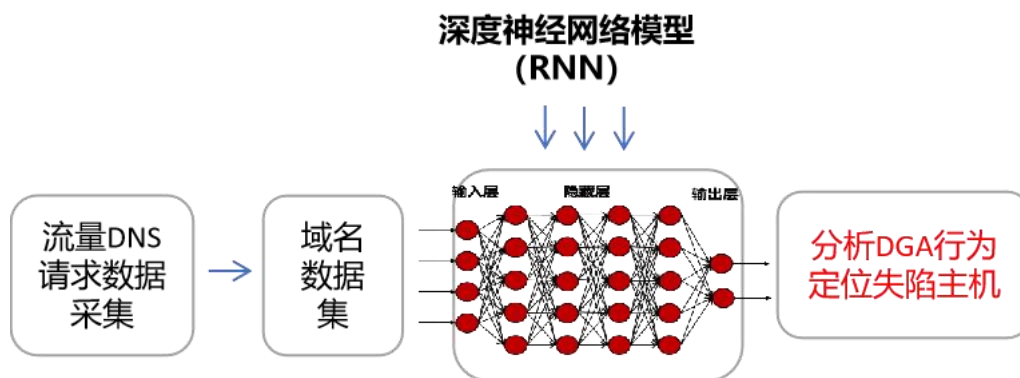 深度神经网络模型
（RNN）
输入层
隐藏层
输出层
流量DNS
请求数据
采集
域名
数据
集
分析DGA行为
定位失陷主机